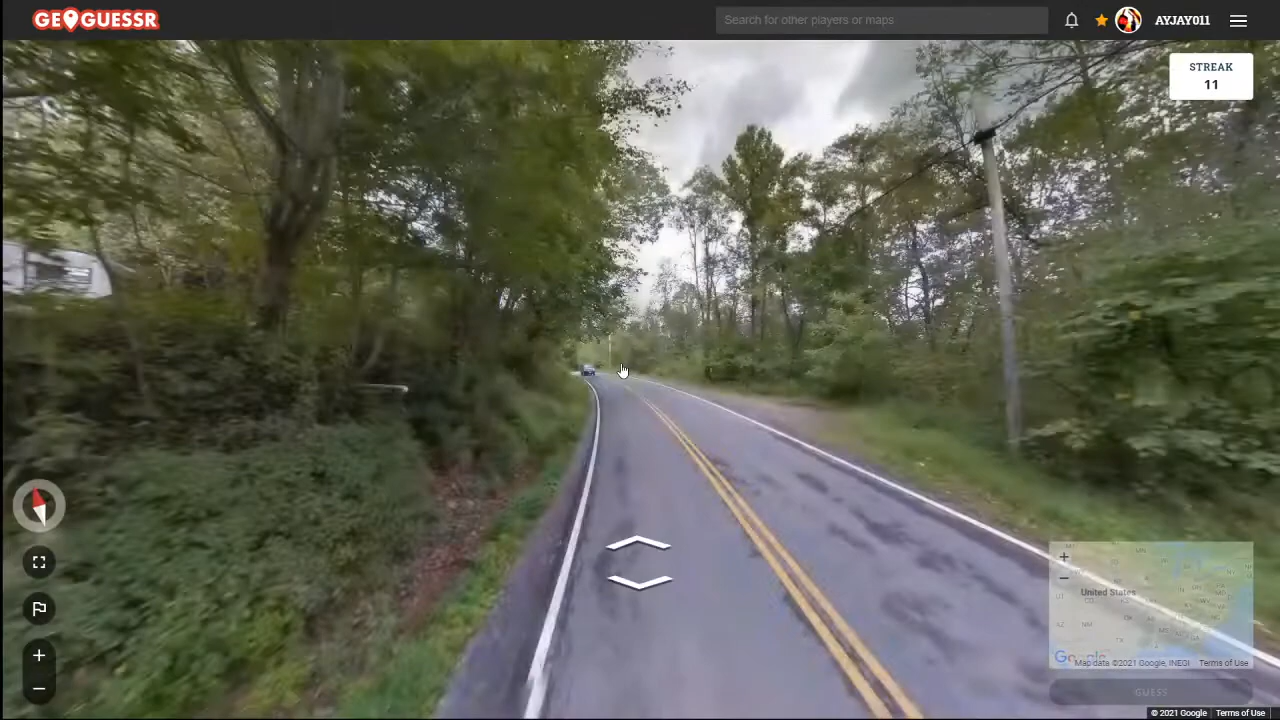 GEOGUESSR
Search for other players or maps
AYJAY011
STREAK
11
+
−
United States
Google
Map data ©2021 Google, INEGI
Terms of Use
GUESS
+
−
© 2021 Google
Terms of Use